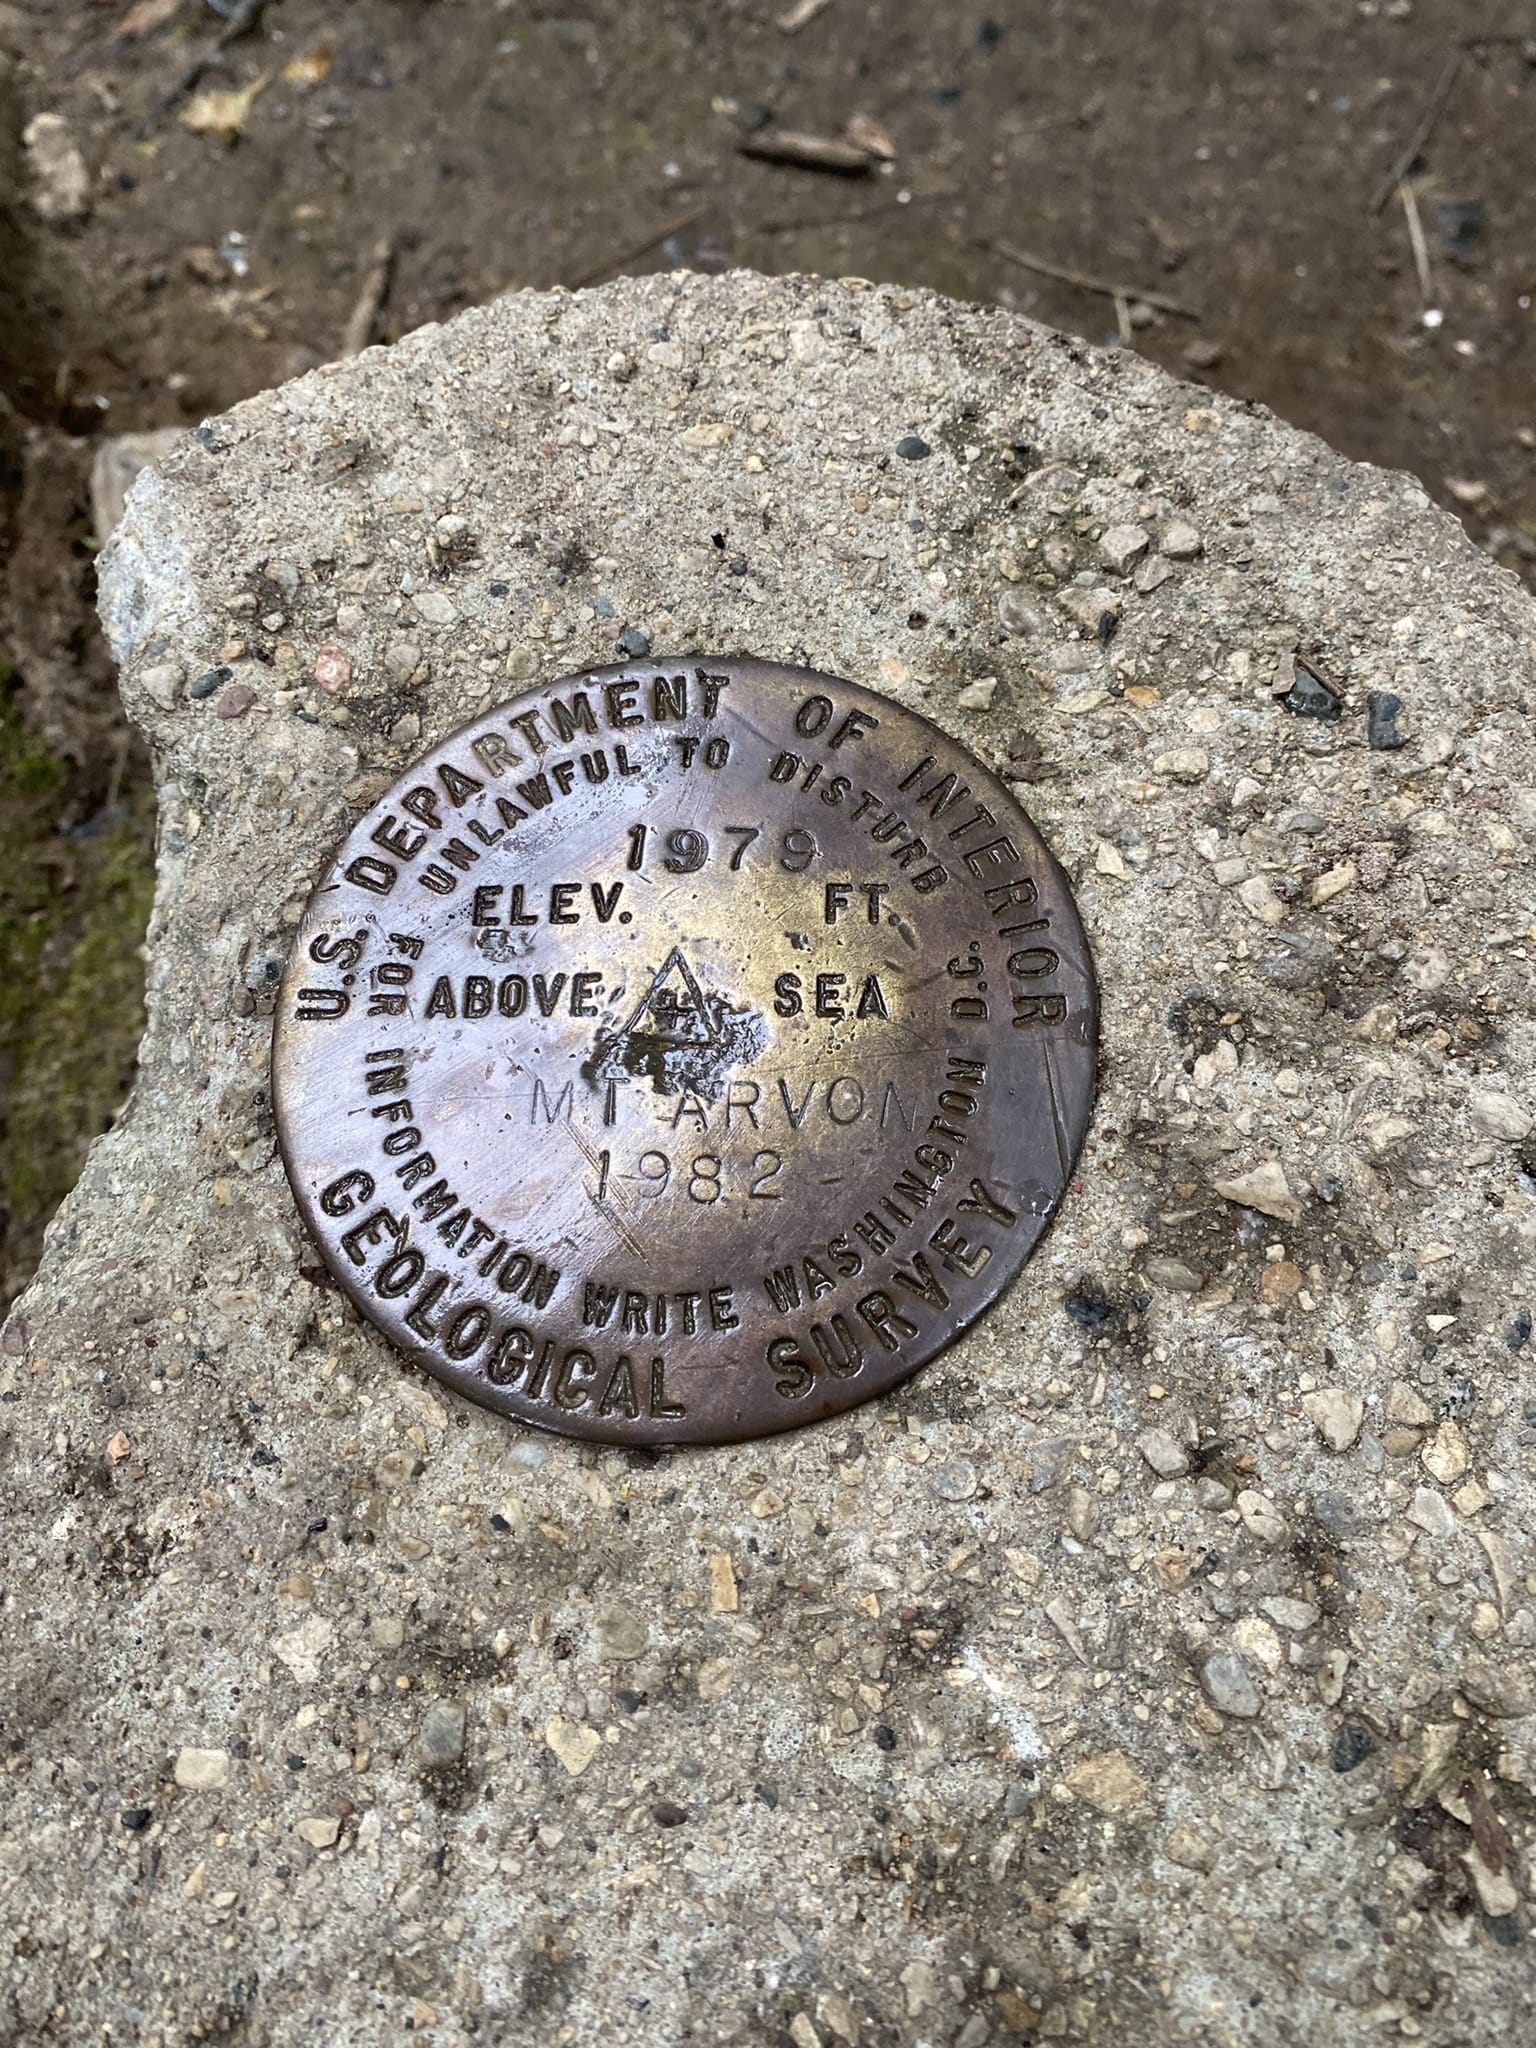 U.S. DEPARTMENT OF INTERIOR
UNLAWFUL TO DISTURB
1979
ELEV. FT.
ABOVE SEA
MT ARVON
1982
FOR INFORMATION WRITE WASHINGTON D.C.
GEOLOGICAL SURVEY